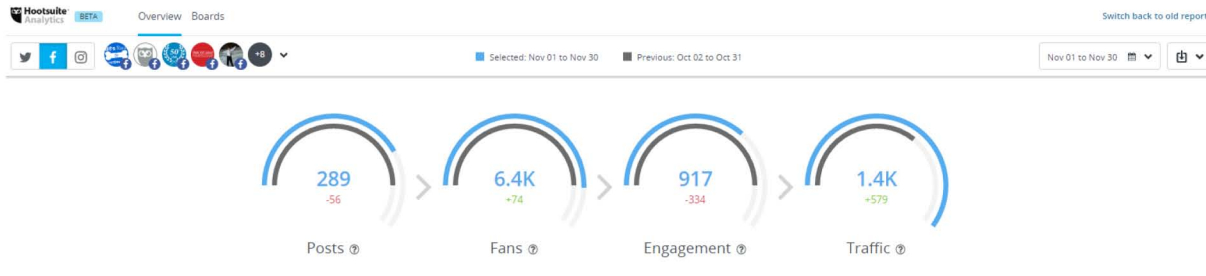 Hootsuite
Analytics BETA
Overview Boards
Switch back to old report
+8
Selected: Nov 01 to Nov 30 Previous: Oct 02 to Oct 31
Nov 01 to Nov 30
289 6.4K 917 1.4K
-56 +74 -334 +579
Posts ? Fans ? Engagement ? Traffic ?